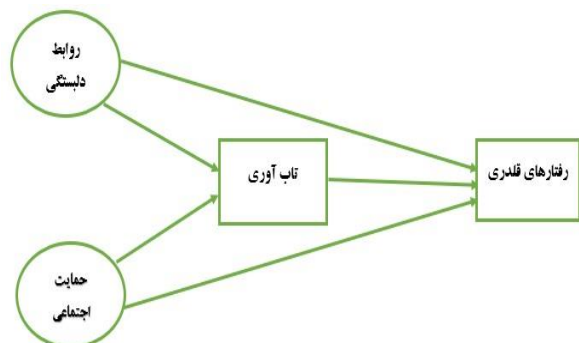 روابط
دلبستگی
تاب آوری
رفتارهای قلدری
حمایت
اجتماعی